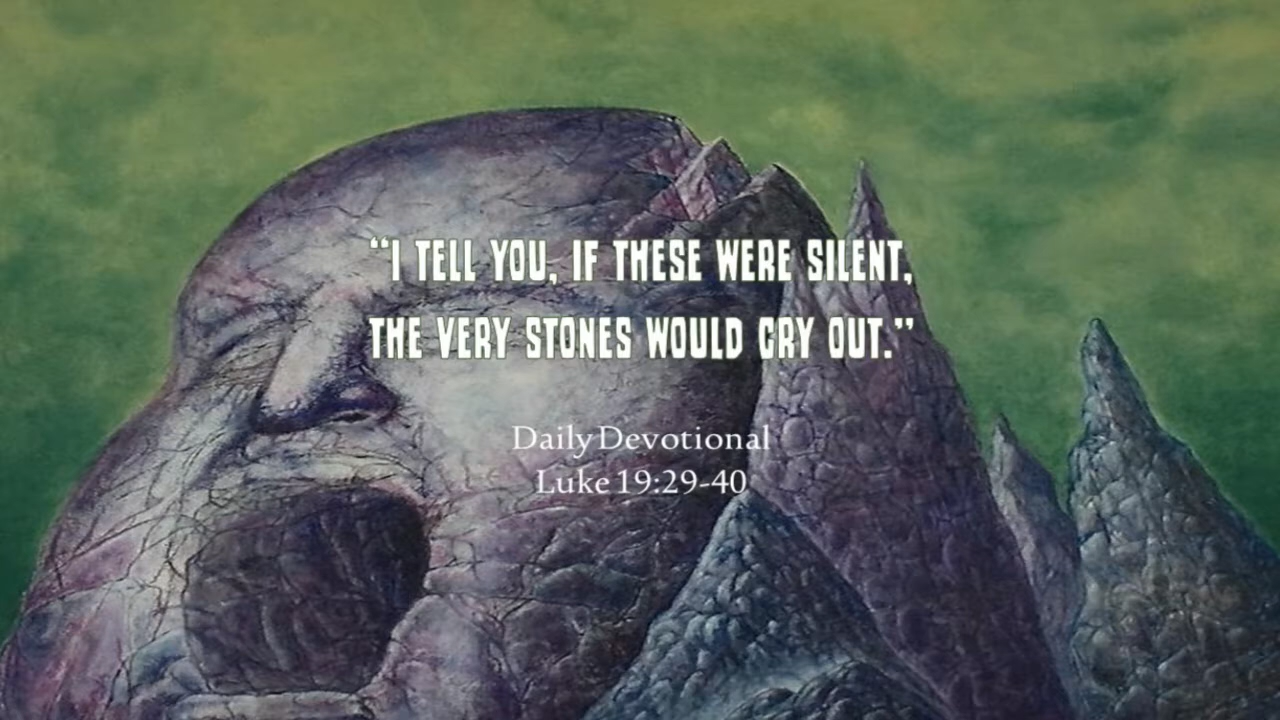 “I TELL YOU, IF THESE WERE SILENT,
THE VERY STONES WOULD CRY OUT.”
Daily Devotional
Luke 19:29-40